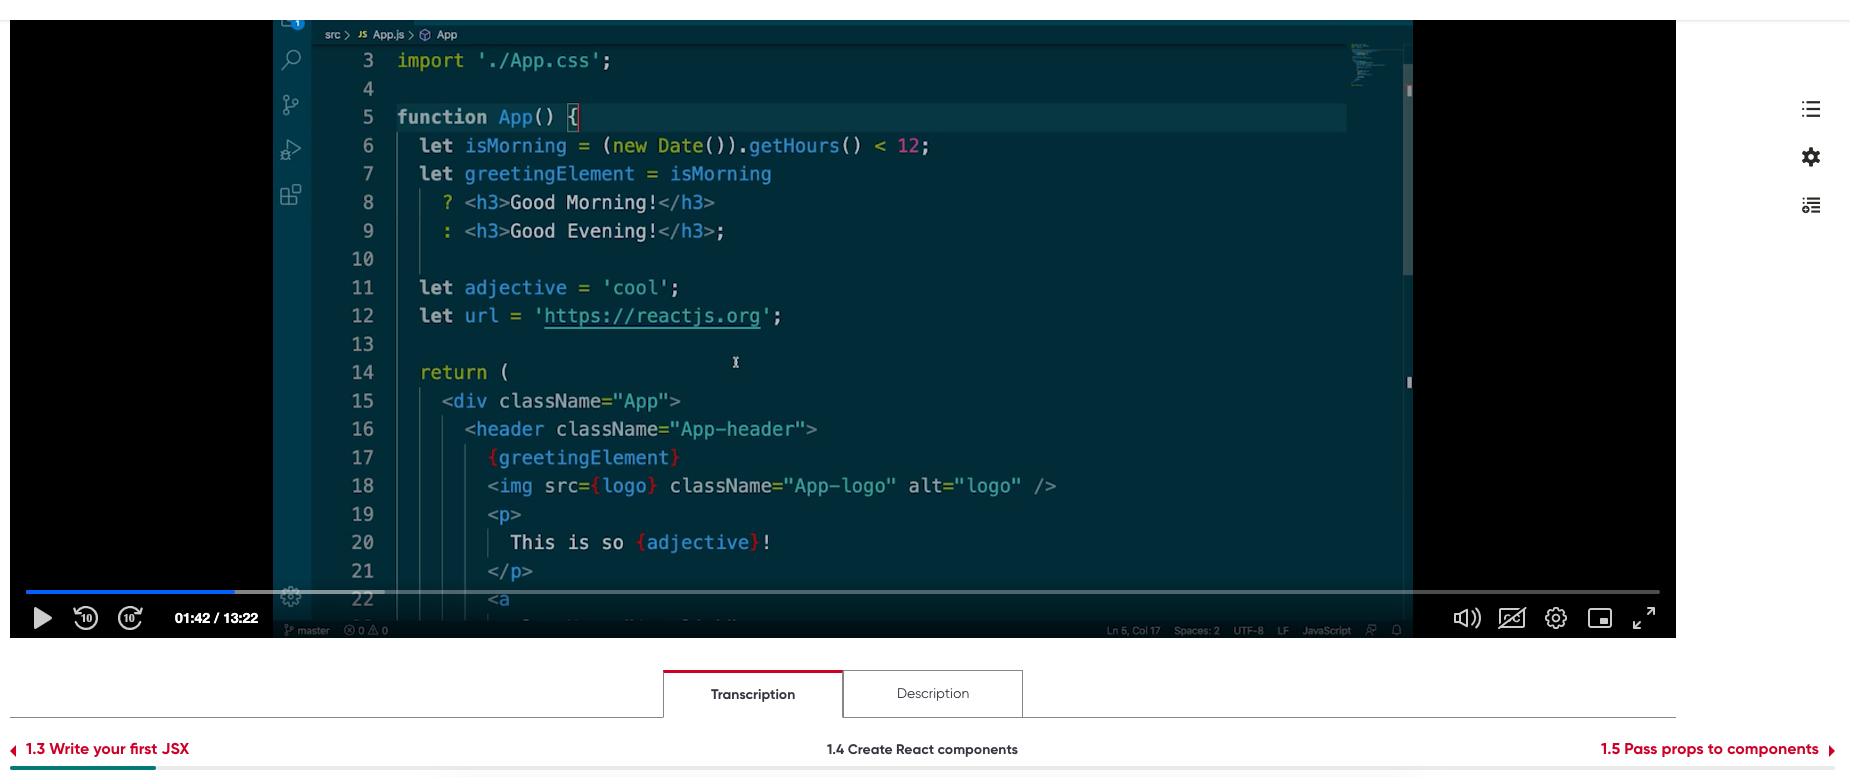 1
src > JS App.js > App
3 import './App.css';
4
5 function App() {
6 let isMorning = (new Date()).getHours() < 12;
7 let greetingElement = isMorning
8 ? <h3>Good Morning!</h3>
9 : <h3>Good Evening!</h3>;
10
11 let adjective = 'cool';
12 let url = 'https://reactjs.org';
13
14 return (
15 <div className="App">
16 <header className="App-header">
17 {greetingElement}
18 <img src={logo} className="App-logo" alt="logo" />
19 <p>
20 This is so {adjective}!
21 </p>
22 <a
10 10 01:42 / 13:22
master 0 0 Ln 5, Col 17 Spaces: 2 UTF-8 LF JavaScript
Transcription Description
1.3 Write your first JSX 1.4 Create React components 1.5 Pass props to components